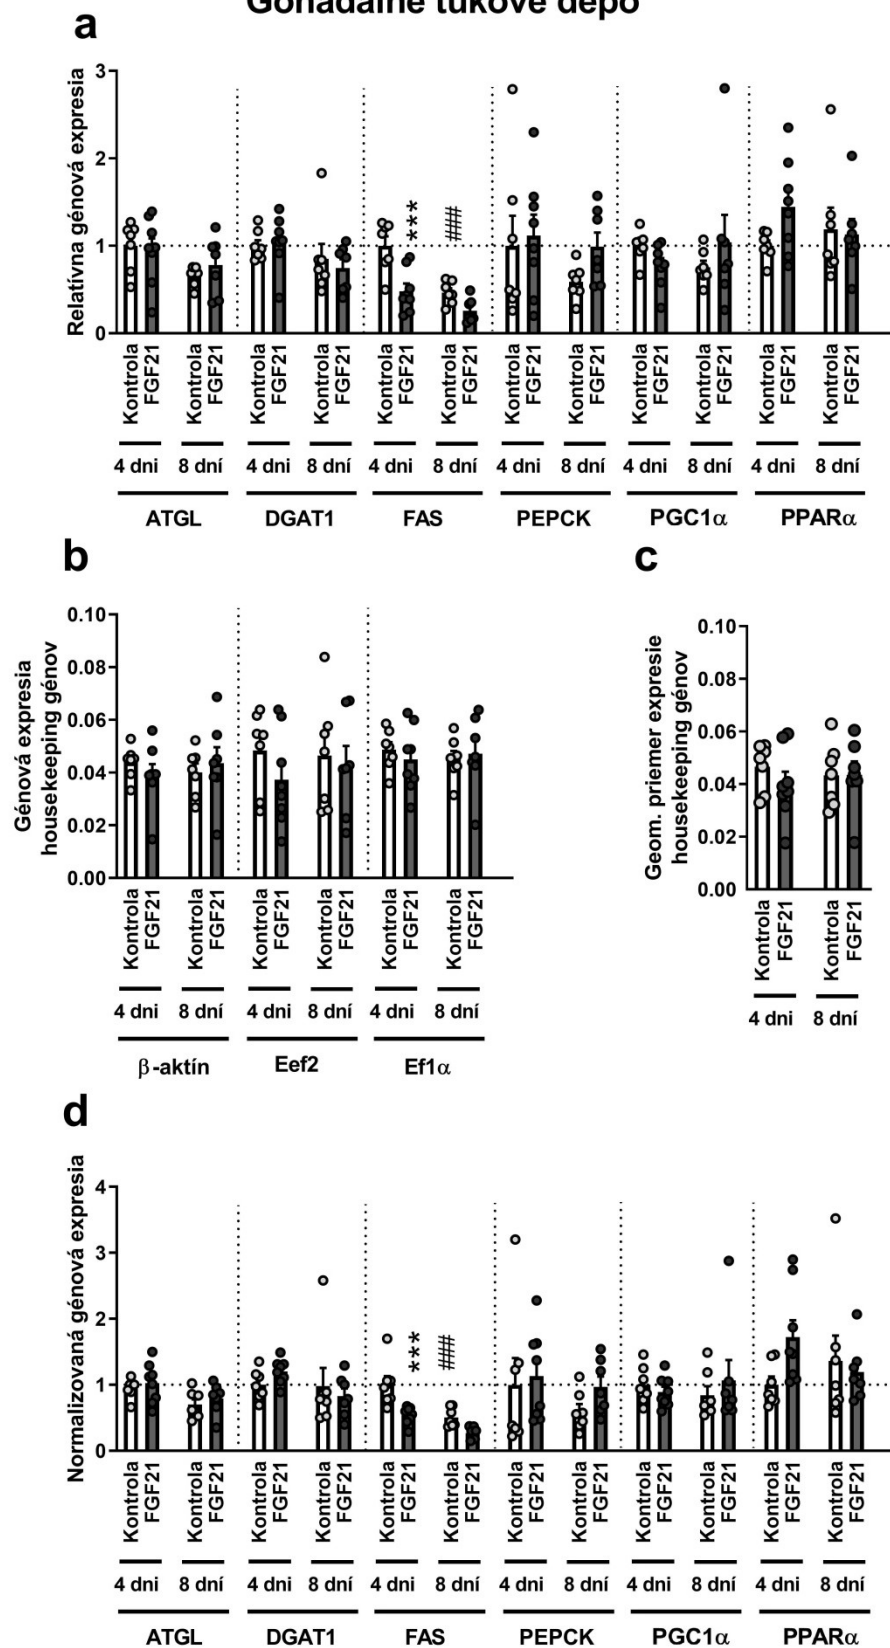 Gonadálne tukové depo
a
Relatívna génová expresia
3
2
1
0
***
###
Kontrola FGF21 Kontrola FGF21 Kontrola FGF21 Kontrola FGF21 Kontrola FGF21 Kontrola FGF21 Kontrola FGF21 Kontrola FGF21 Kontrola FGF21 Kontrola FGF21 Kontrola FGF21 Kontrola FGF21
4 dni 8 dní 4 dni 8 dní 4 dni 8 dní 4 dni 8 dní 4 dni 8 dní 4 dni 8 dní
ATGL DGAT1 FAS PEPCK PGC1α PPARα
b
Génová expresia
housekeeping génov
0.10
0.08
0.06
0.04
0.02
0.00
Kontrola FGF21 Kontrola FGF21 Kontrola FGF21 Kontrola FGF21 Kontrola FGF21 Kontrola FGF21
4 dni 8 dní 4 dni 8 dní 4 dni 8 dní
β-aktín Eef2 Ef1α
c
Geom. priemer expresie
housekeeping génov
0.10
0.08
0.06
0.04
0.02
0.00
Kontrola FGF21 Kontrola FGF21
4 dni 8 dní
d
Normalizovaná génová expresia
4
3
2
1
0
***
###
Kontrola FGF21 Kontrola FGF21 Kontrola FGF21 Kontrola FGF21 Kontrola FGF21 Kontrola FGF21 Kontrola FGF21 Kontrola FGF21 Kontrola FGF21 Kontrola FGF21 Kontrola FGF21 Kontrola FGF21
4 dni 8 dní 4 dni 8 dní 4 dni 8 dní 4 dni 8 dní 4 dni 8 dní 4 dni 8 dní
ATGL DGAT1 FAS PEPCK PGC1α PPARα